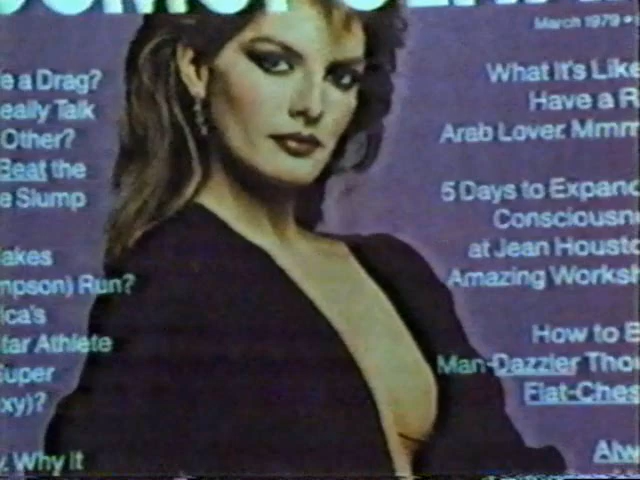 March 1979 •
e a Drag?
eally Talk
Other?
Beat the
e Slump
akes
mpson) Run?
ica's
tar Athlete
uper
xy)?
. Why It
What It's Like
Have a R
Arab Lover. Mmm
5 Days to Expand
Consciousn
at Jean Housto
Amazing Worksh
How to B
Man-Dazzler Tho
Flat-Ches
Alw